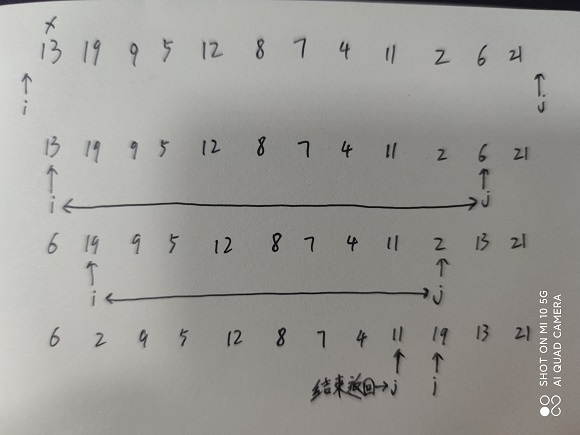 x
13 19 9 5 12 8 7 4 11 2 6 21
i j
13 19 9 5 12 8 7 4 11 2 6 21
i j
6 19 9 5 12 8 7 4 11 2 13 21
i j
6 2 9 5 12 8 7 4 11 19 13 21
结束返回→j i
SHOT ON MI 10 5G
AI QUAD CAMERA